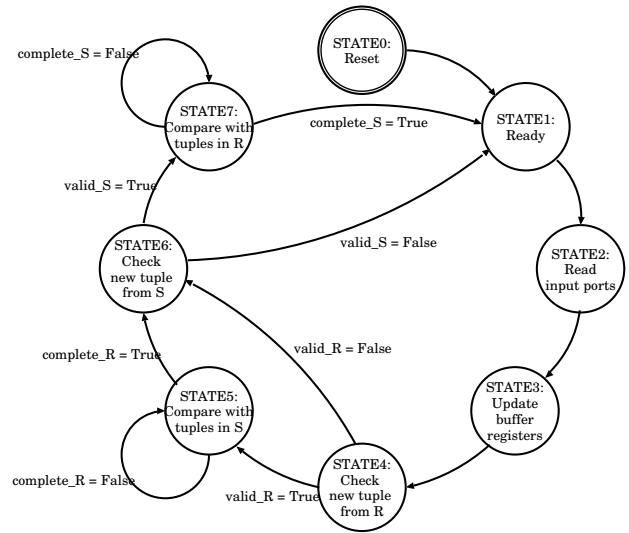 STATE0:
Reset
complete_S = False
STATE7:
Compare with
tuples in R
complete_S = True
STATE1:
Ready
valid_S = True
valid_S = False
STATE6:
Check
new tuple
from S
STATE2:
Read
input ports
complete_R = True
valid_R = False
STATE5:
Compare with
tuples in S
STATE3:
Update
buffer
registers
complete_R = False
valid_R = True
STATE4:
Check
new tuple
from R